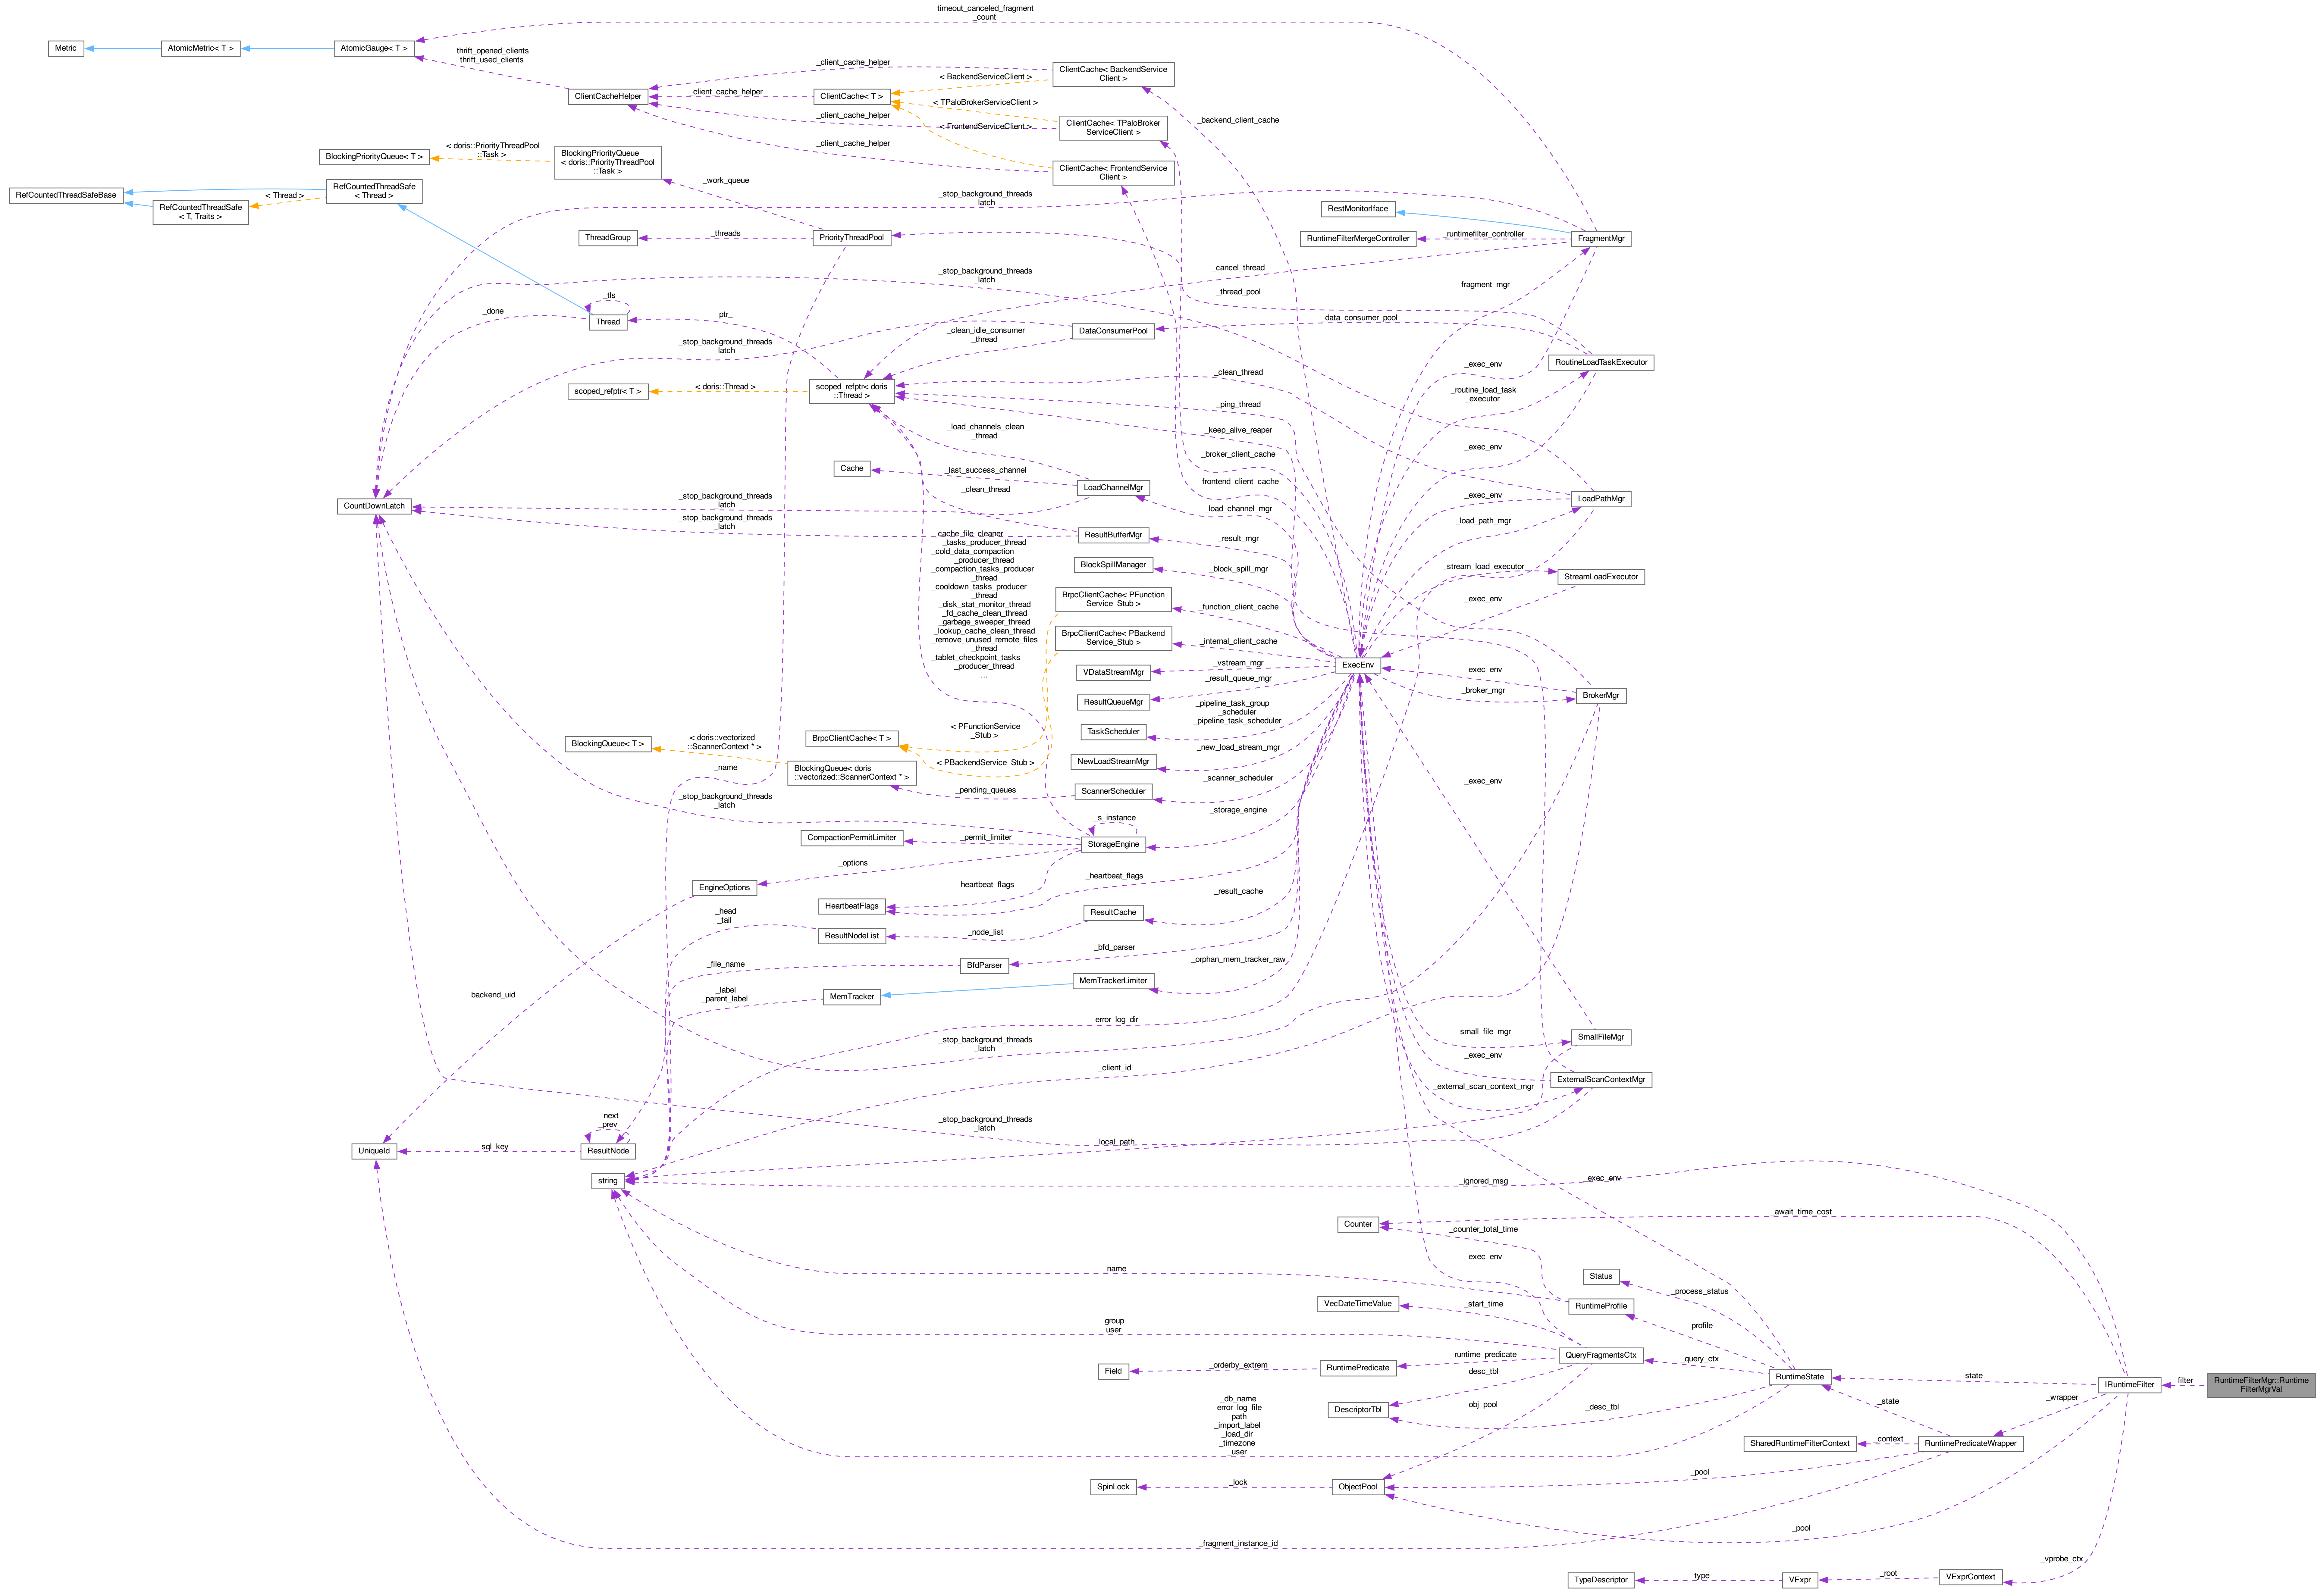 timeout_canceled_fragment
_count
Metric
AtomicMetric< T >
AtomicGauge< T >
thrift_opened_clients
thrift_used_clients
_client_cache_helper
ClientCache< BackendService
Client >
< BackendServiceClient >
ClientCacheHelper
_client_cache_helper
ClientCache< T >
< TPaloBrokerServiceClient >
_client_cache_helper
ClientCache< TPaloBroker
ServiceClient >
< FrontendServiceClient >
_backend_client_cache
_client_cache_helper
ClientCache< FrontendService
Client >
BlockingPriorityQueue< T >
< doris::PriorityThreadPool
::Task >
BlockingPriorityQueue
< doris::PriorityThreadPool
::Task >
_work_queue
RefCountedThreadSafeBase
RefCountedThreadSafe
< T, Traits >
< Thread >
RefCountedThreadSafe
< Thread >
_stop_background_threads
_latch
RestMonitorIface
ThreadGroup
_threads
PriorityThreadPool
RuntimeFilterMergeController
_runtimefilter_controller
FragmentMgr
_cancel_thread
_stop_background_threads
_latch
_thread_pool
_fragment_mgr
_tls
_done
Thread
ptr_
_data_consumer_pool
DataConsumerPool
_clean_idle_consumer
_thread
_stop_background_threads
_latch
_exec_env
RoutineLoadTaskExecutor
scoped_refptr< T >
< doris::Thread >
scoped_refptr< doris
::Thread >
_clean_thread
_routine_load_task
_executor
_ping_thread
_keep_alive_reaper
_load_channels_clean
_thread
_broker_client_cache
_exec_env
Cache
_last_success_channel
LoadChannelMgr
_frontend_client_cache
_clean_thread
_stop_background_threads
_latch
CountDownLatch
_load_channel_mgr
_exec_env
LoadPathMgr
_stop_background_threads
_latch
ResultBufferMgr
_result_mgr
_load_path_mgr
cache_file_cleaner
_tasks_producer_thread
_cold_data_compaction
_producer_thread
_compaction_tasks_producer
_thread
_cooldown_tasks_producer
_thread
_disk_stat_monitor_thread
_fd_cache_clean_thread
_garbage_sweeper_thread
_lookup_cache_clean_thread
_remove_unused_remote_files
_thread
_tablet_checkpoint_tasks
_producer_thread
...
BlockSpillManager
_block_spill_mgr
_stream_load_executor
StreamLoadExecutor
BrpcClientCache< PFunction
Service_Stub >
_function_client_cache
_exec_env
BrpcClientCache< PBackend
Service_Stub >
_internal_client_cache
ExecEnv
VDataStreamMgr
_vstream_mgr
_exec_env
ResultQueueMgr
_result_queue_mgr
_broker_mgr
BrokerMgr
_pipeline_task_group
_scheduler
_pipeline_task_scheduler
TaskScheduler
BlockingQueue< T >
< doris::vectorized
::ScannerContext * >
BrpcClientCache< T >
< PFunctionService
_Stub >
< PBackendService_Stub >
_new_load_stream_mgr
NewLoadStreamMgr
_name
BlockingQueue< doris
::vectorized::ScannerContext * >
_pending_queues
ScannerScheduler
_scanner_scheduler
_exec_env
_stop_background_threads
_latch
_s_instance
_storage_engine
CompactionPermitLimiter
_permit_limiter
StorageEngine
_options
EngineOptions
_heartbeat_flags
_heartbeat_flags
HeartbeatFlags
_result_cache
ResultCache
_head
_tail
ResultNodeList
_node_list
_bfd_parser
_file_name
BfdParser
_orphan_mem_tracker_raw
backend_uid
_label
_parent_label
MemTracker
MemTrackerLimiter
_error_log_dir
_stop_background_threads
_latch
_small_file_mgr
SmallFileMgr
_client_id
_exec_env
_external_scan_context_mgr
ExternalScanContextMgr
_next
_prev
_stop_background_threads
_latch
_local_path
UniqueId
_sql_key
ResultNode
string
_ignored_msg
_exec_env
Counter
_await_time_cost
_counter_total_time
_exec_env
_name
Status
_process_status
VecDateTimeValue
_start_time
RuntimeProfile
group
user
_profile
Field
_orderby_extrem
RuntimePredicate
_runtime_predicate
QueryFragmentsCtx
_query_ctx
desc_tbl
RuntimeState
_state
IRuntimeFilter
filter
RuntimeFilterMgr::Runtime
FilterMgrVal
_db_name
_error_log_file
_path
_import_label
_load_dir
_timezone
_user
obj_pool
DescriptorTbl
_desc_tbl
_state
_wrapper
SharedRuntimeFilterContext
_context
RuntimePredicateWrapper
SpinLock
_lock
ObjectPool
_pool
_pool
_fragment_instance_id
_vprobe_ctx
TypeDescriptor
_type
VExpr
_root
VExprContext